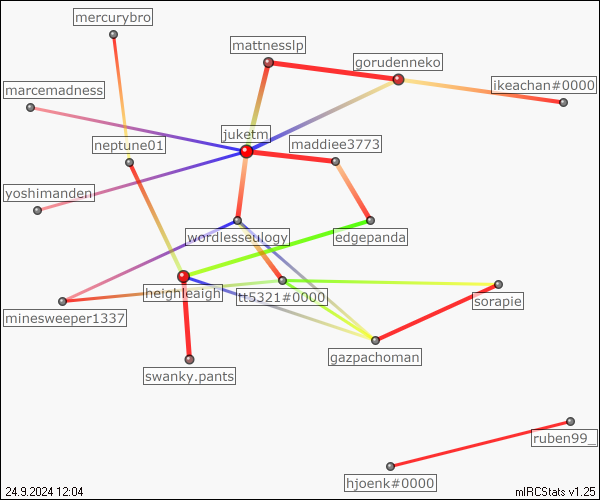 mercurybro
mattnesslp
gorudenneko
ikeachan#0000
marcemadness
juketm
neptune01
maddiee3773
yoshimanden
wordlesseulogy
edgepanda
heighleaigh
tt5321#0000
sorapie
minesweeper1337
gazpachoman
swanky.pants
ruben99_
hjoenk#0000
24.9.2024 12:04
mIRCStats v1.25